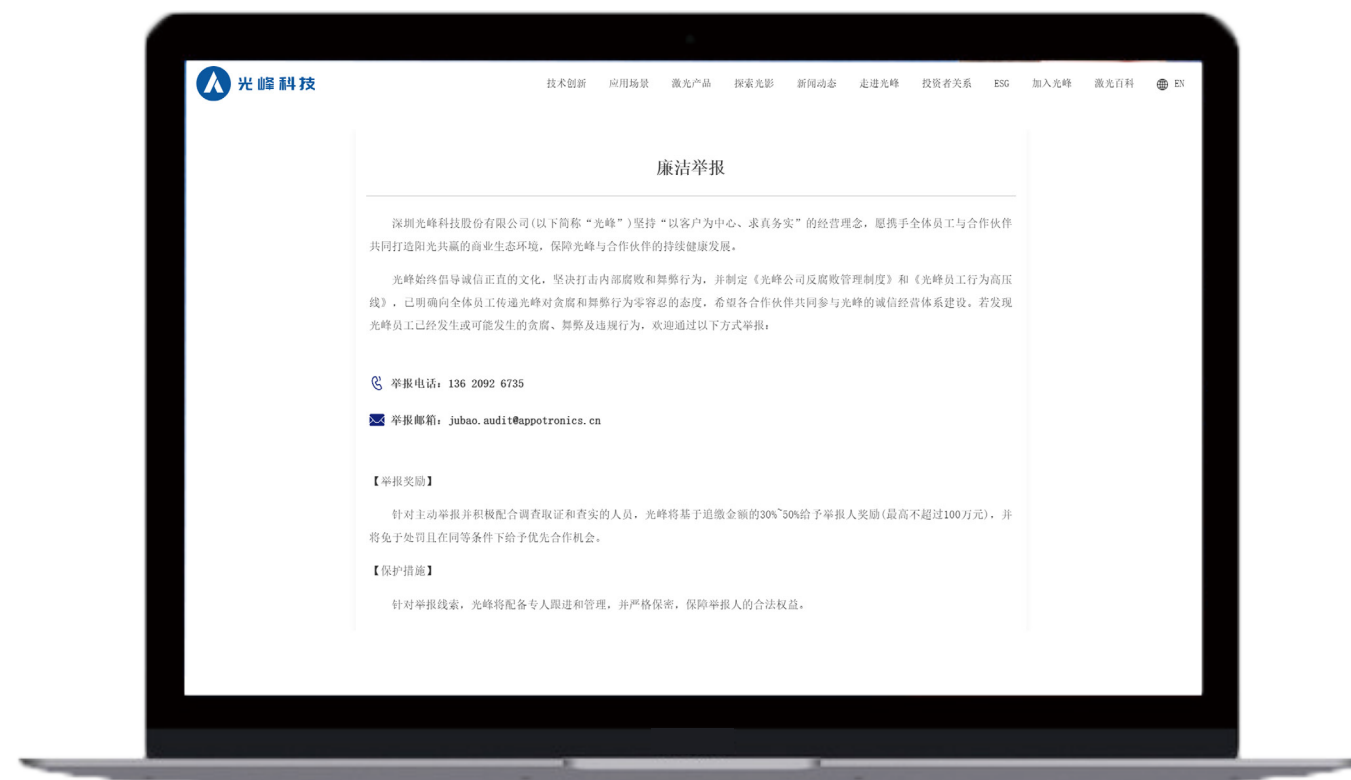 光峰科技
技术创新 应用场景 激光产品 探索光影 新闻动态 走进光峰 投资者关系 ESG 加入光峰 激光百科 EN
廉洁举报
深圳光峰科技股份有限公司(以下简称“光峰”)坚持“以客户为中心、求真务实”的经营理念，愿携手全体员工与合作伙伴
共同打造阳光共赢的商业生态环境，保障光峰与合作伙伴的持续健康发展。
光峰始终倡导诚信正直的文化，坚决打击内部腐败和舞弊行为，并制定《光峰公司反腐败管理制度》和《光峰员工行为高压
线》，已明确向全体员工传递光峰对贪腐和舞弊行为零容忍的态度，希望各合作伙伴共同参与光峰的诚信经营体系建设。若发现
光峰员工已经发生或可能发生的贪腐、舞弊及违规行为，欢迎通过以下方式举报：
举报电话：136 2092 6735
举报邮箱：jubao.audit@appotronics.cn
【举报奖励】
针对主动举报并积极配合调查取证和查实的人员，光峰将基于追缴金额的30%~50%给予举报人奖励(最高不超过100万元)，并
将免于处罚且在同等条件下给予优先合作机会。
【保护措施】
针对举报线索，光峰将配备专人跟进和管理，并严格保密，保障举报人的合法权益。